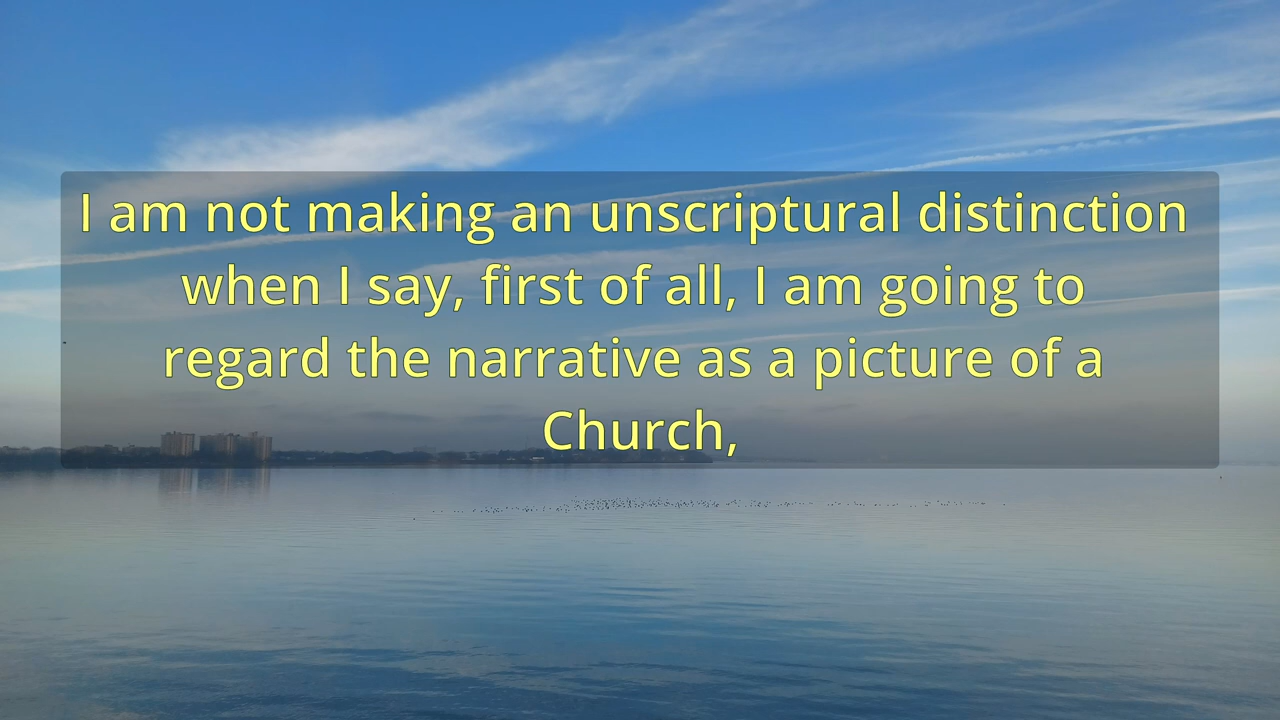 I am not making an unscriptural distinction
when I say, first of all, I am going to
regard the narrative as a picture of a
Church,